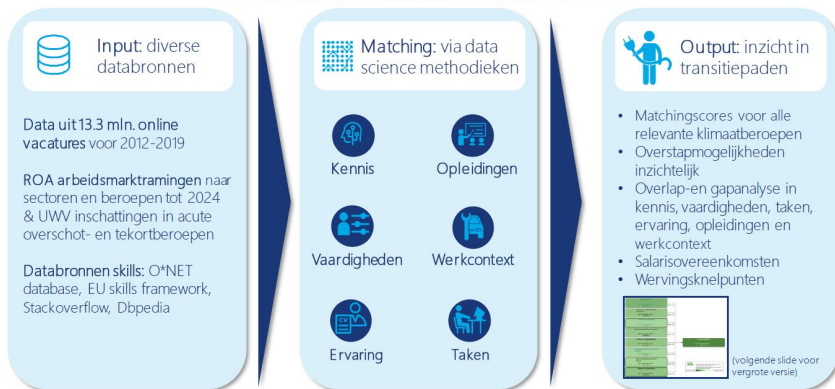 Input: diverse
databronnen
Data uit 13.3 mln. online
vacatures voor 2012-2019
ROA arbeidsmarktramingen naar
sectoren en beroepen tot 2024
& UWV inschattingen in acute
overschot- en tekortberoepen
Databronnen skills: O*NET
database, EU skills framework,
Stackoverflow, Dbpedia
Matching: via data
science methodieken
Kennis
Opleidingen
Vaardigheden
Werkcontext
CV
Ervaring
Taken
Output: inzicht in
transitiepaden
• Matchingscores voor alle
relevante klimaatberoepen
• Overstapmogelijkheden
inzichtelijk
• Overlap-en gapanalyse in
kennis, vaardigheden, taken,
ervaring, opleidingen en
werkcontext
• Salarisovereenkomsten
• Wervingsknelpunten
(volgende slide voor
vergrote versie)